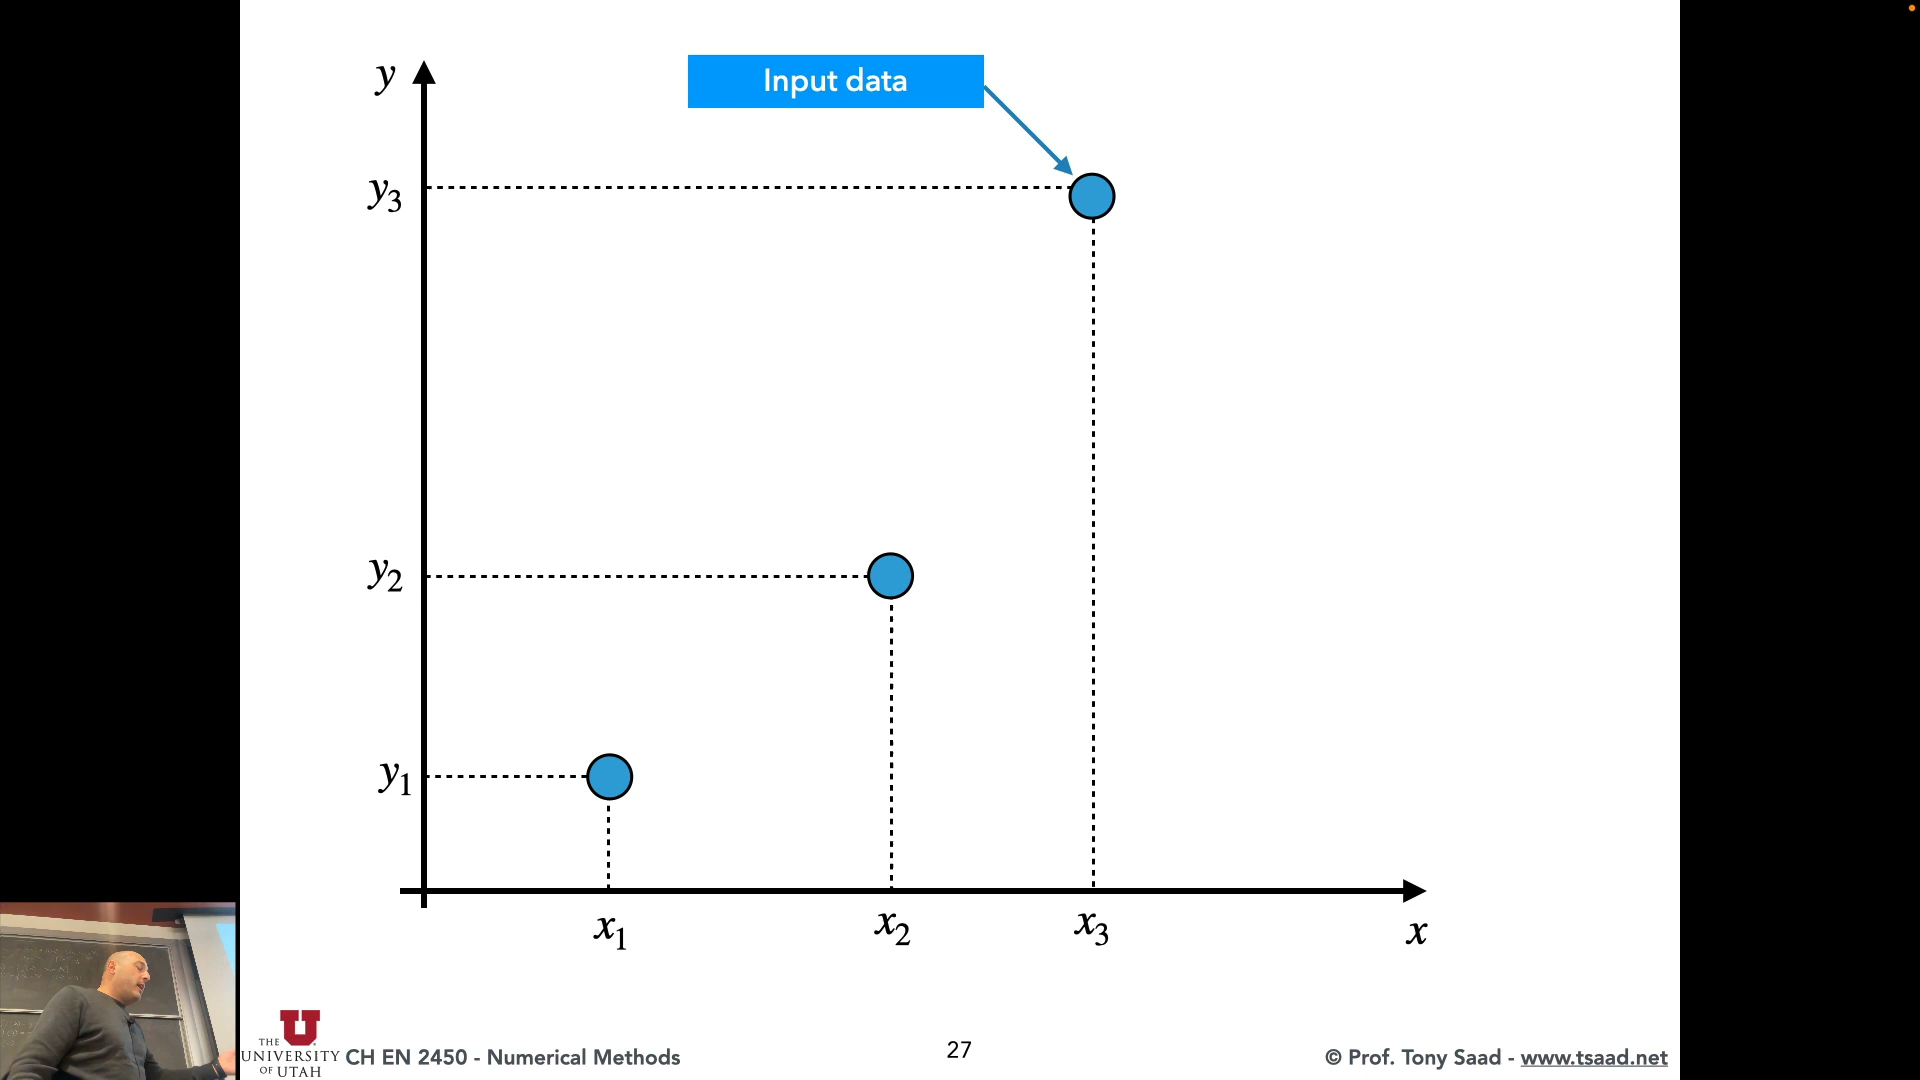 Input data
y
y₃
y₂
y₁
x₁
x₂
x₃
x
THE
UNIVERSITY
OF UTAH
CH EN 2450 - Numerical Methods
27
© Prof. Tony Saad - www.tsaad.net